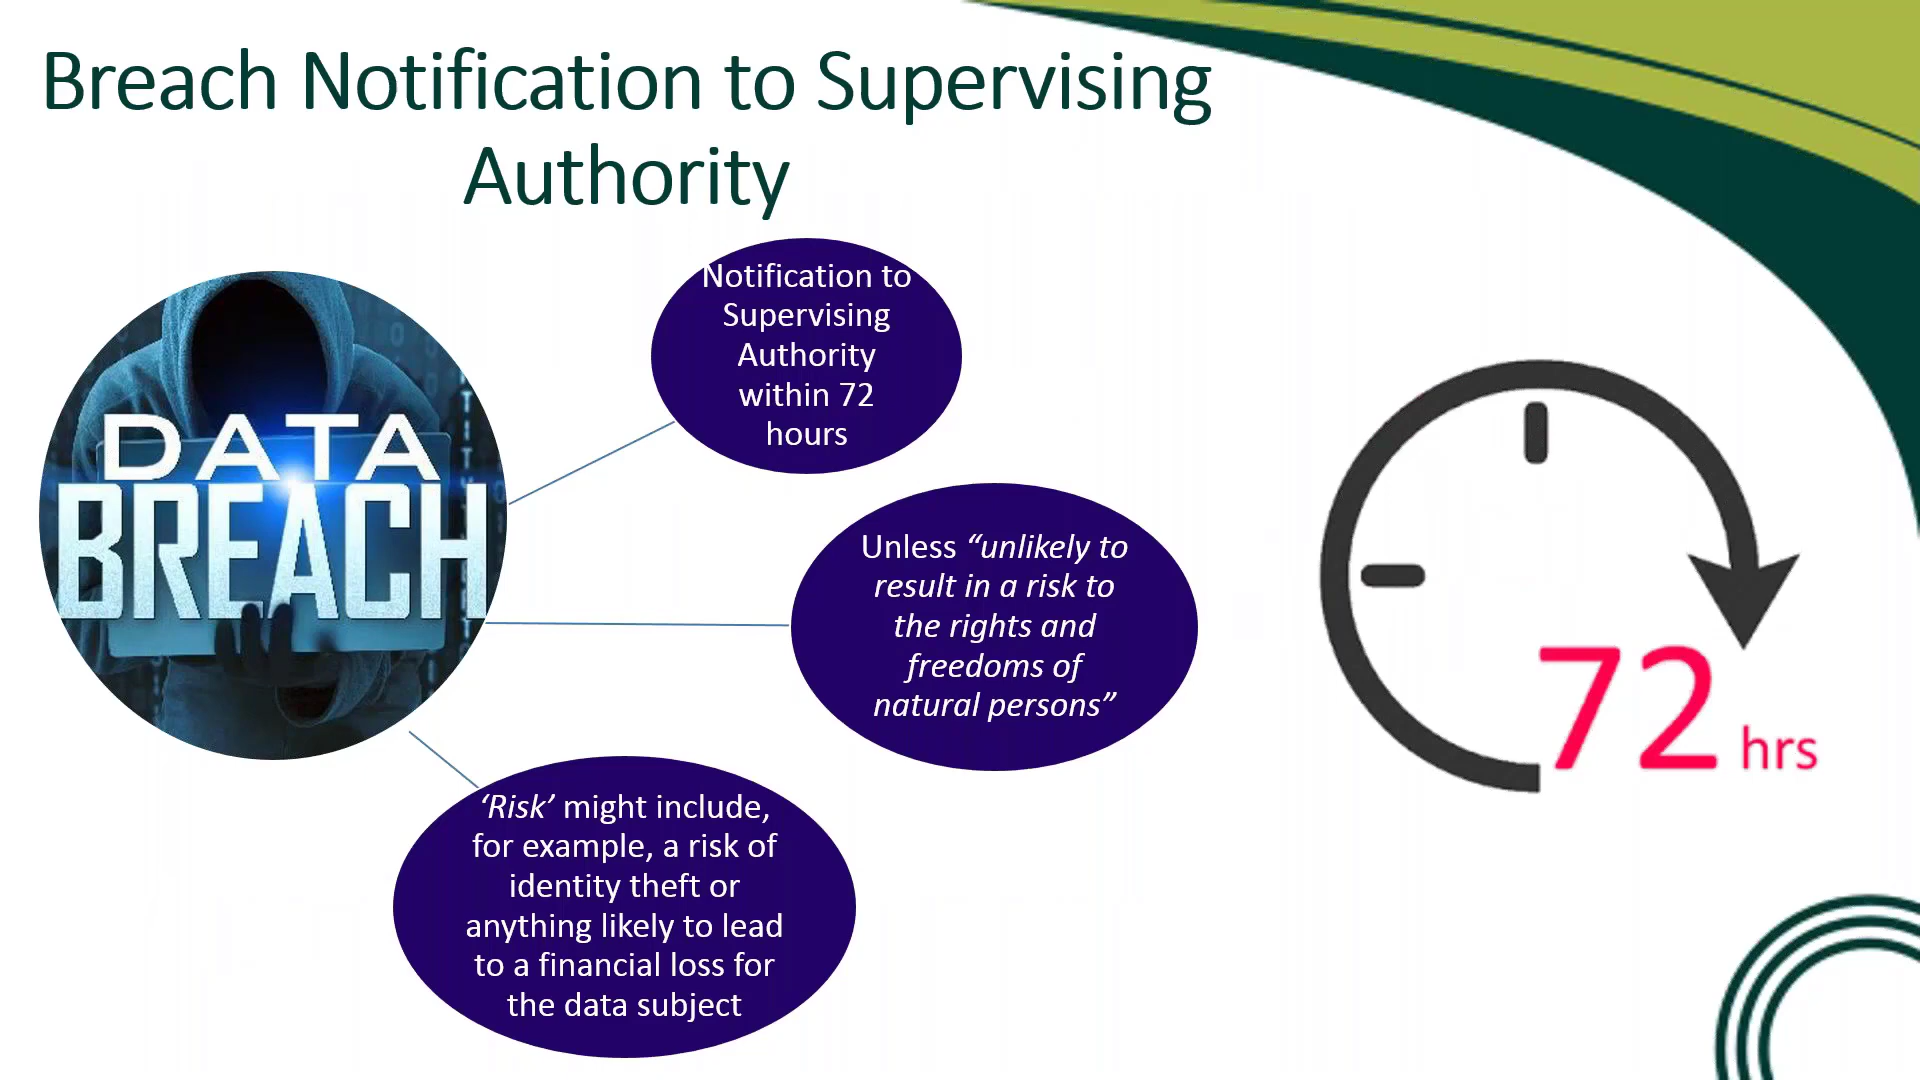 Breach Notification to Supervising
Authority
DATA
BREACH
Notification to
Supervising
Authority
within 72
hours
Unless “unlikely to
result in a risk to
the rights and
freedoms of
natural persons”
‘Risk’ might include,
for example, a risk of
identity theft or
anything likely to lead
to a financial loss for
the data subject
72 hrs